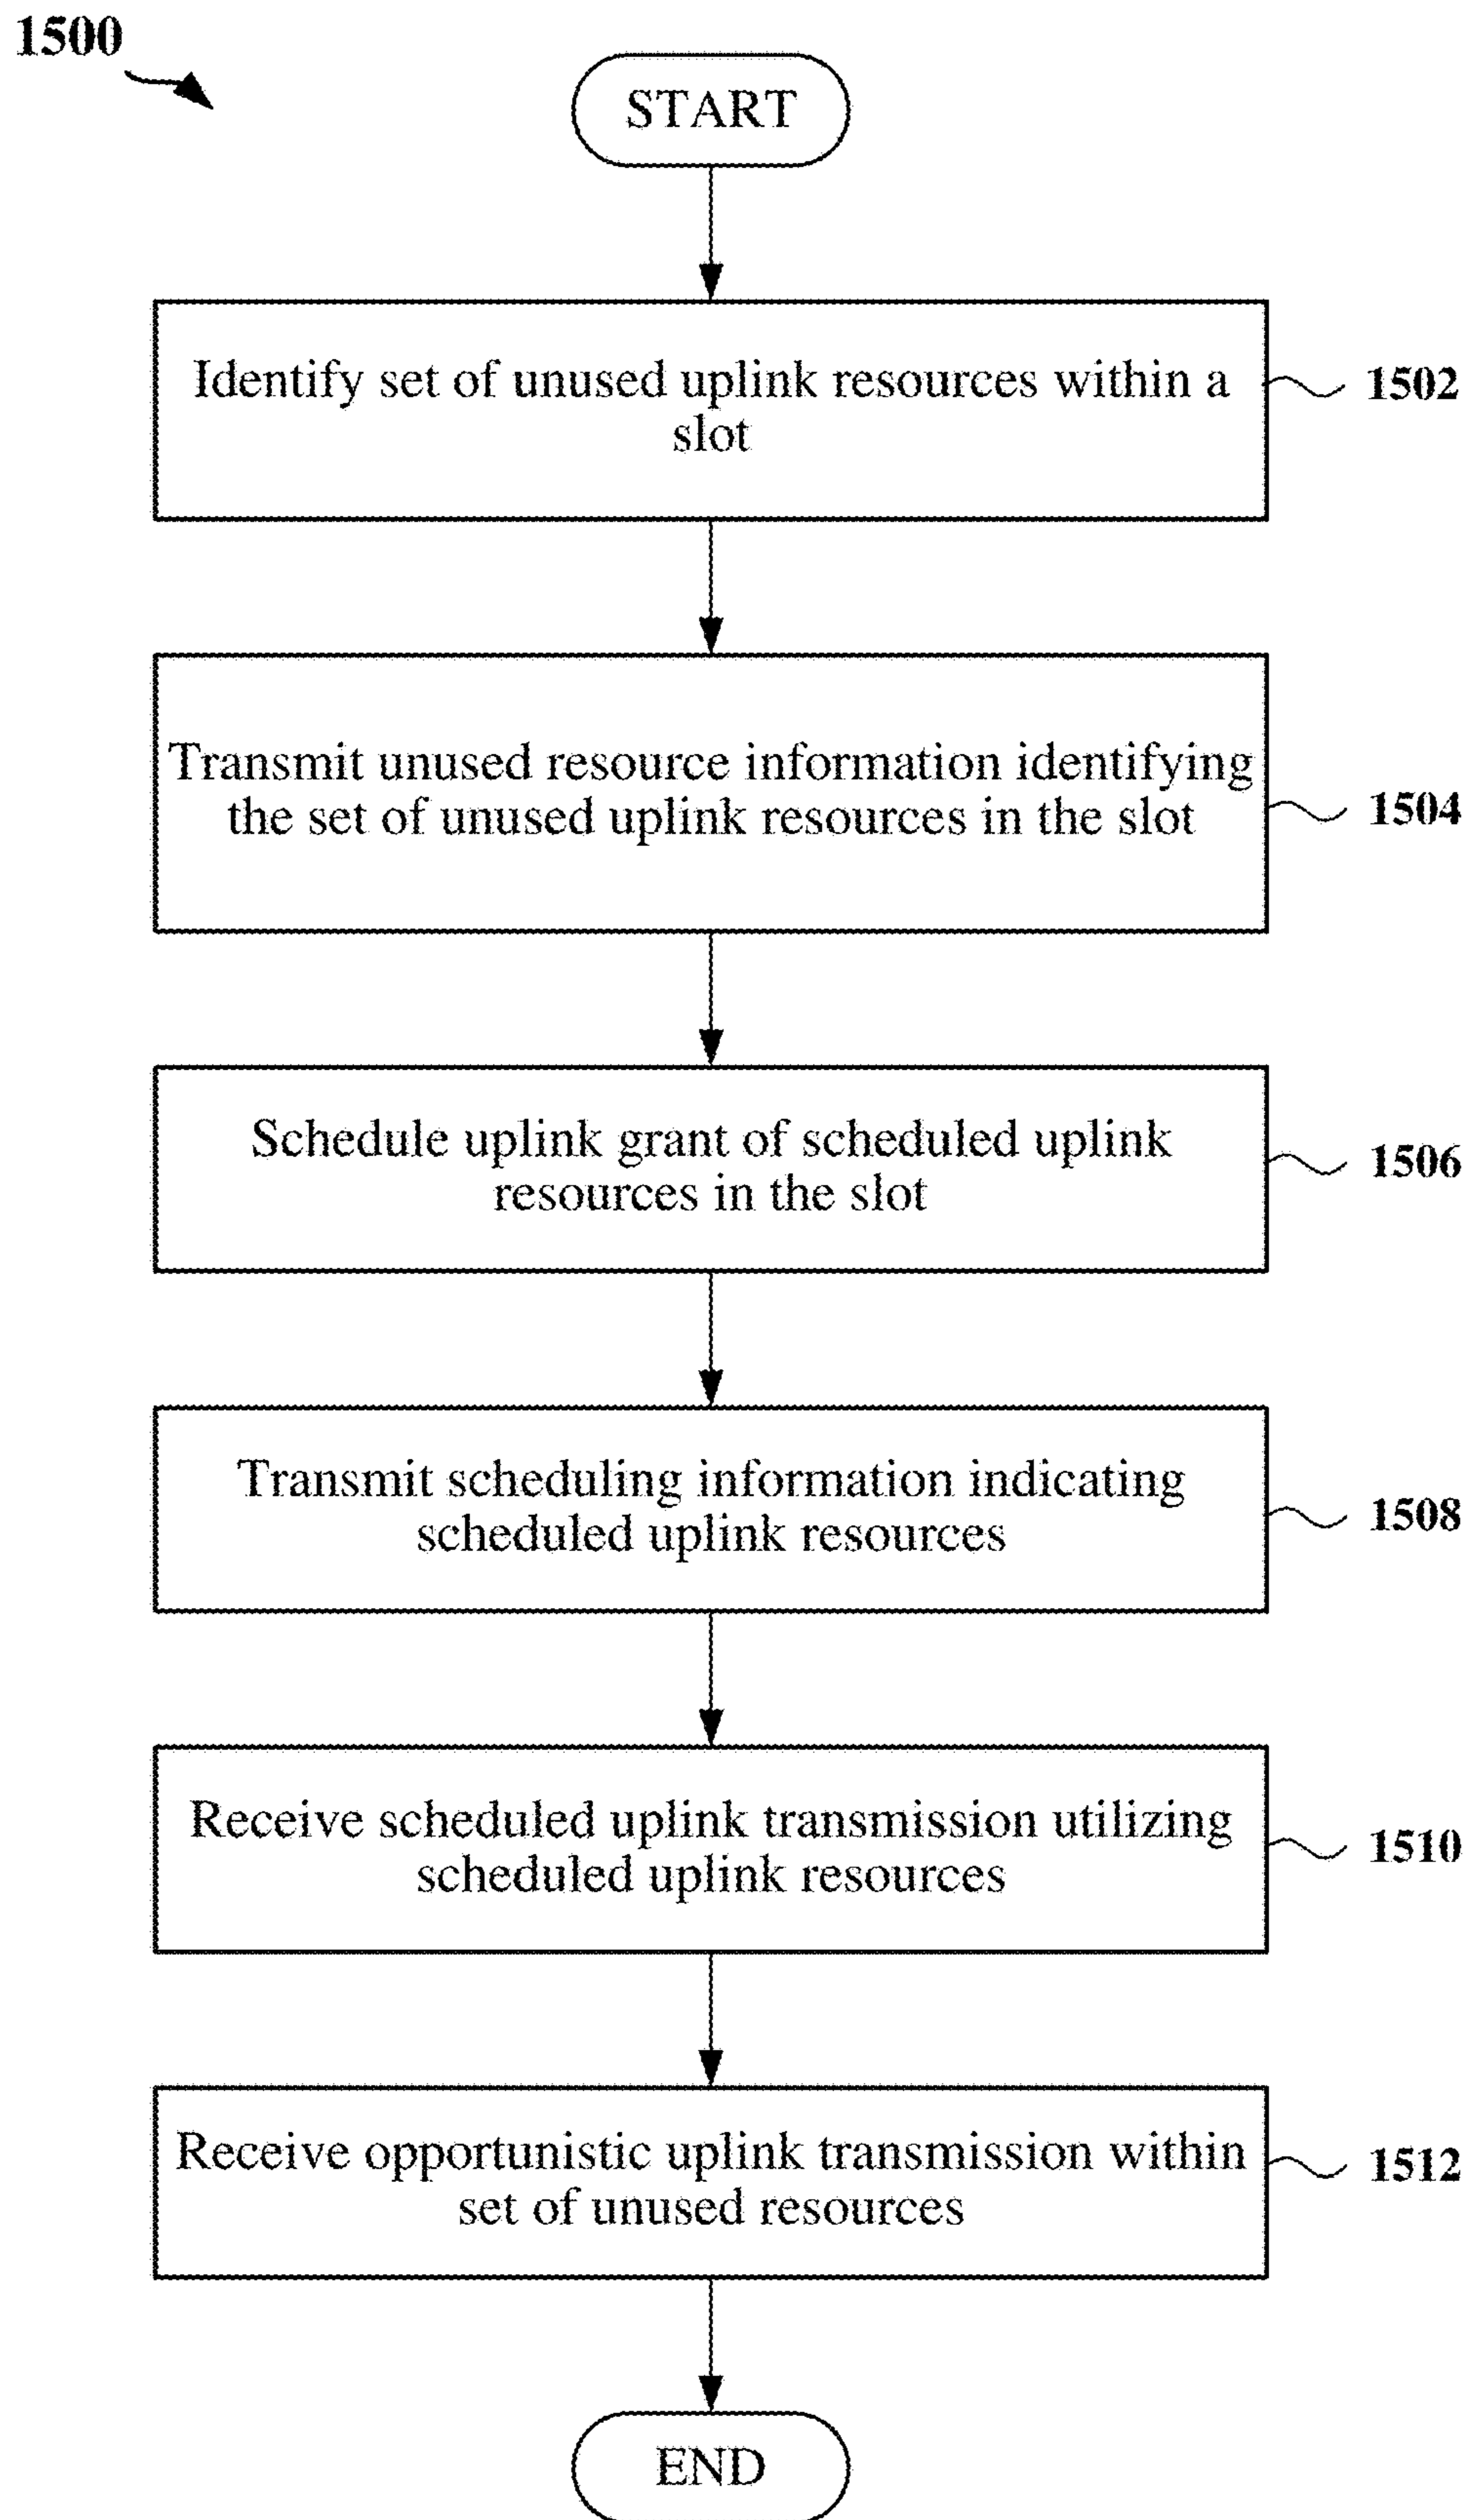 1500
START
Identify set of unused uplink resources within a
slot
1502
Transmit unused resource information identifying
the set of unused uplink resources in the slot
1504
Schedule uplink grant of scheduled uplink
resources in the slot
1506
Transmit scheduling information indicating
scheduled uplink resources
1508
Receive scheduled uplink transmission utilizing
scheduled uplink resources
1510
Receive opportunistic uplink transmission within
set of unused resources
1512
END